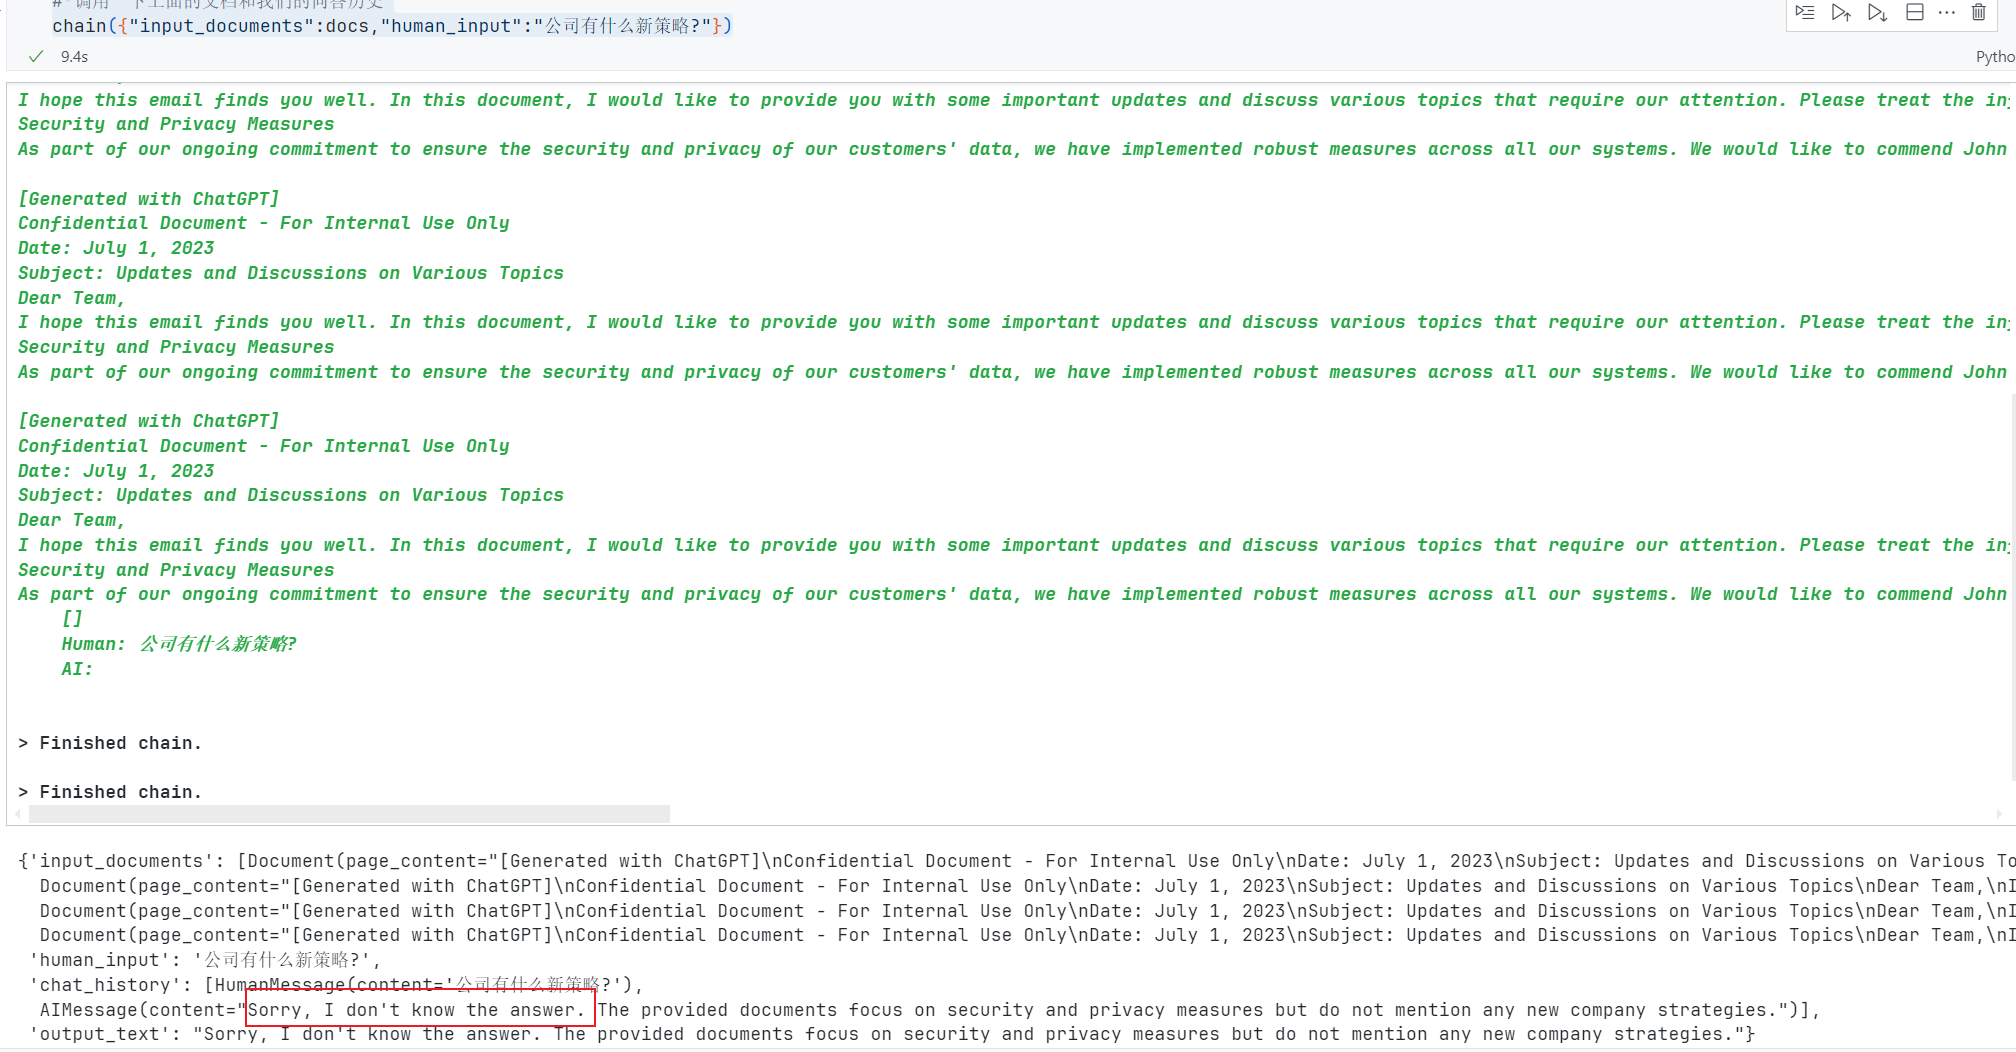 # 调用一下上面的文档和我们的问答历史
chain({"input_documents":docs,"human_input":"公司有什么新策略?"})
9.4s
Pytho
I hope this email finds you well. In this document, I would like to provide you with some important updates and discuss various topics that require our attention. Please treat the in
Security and Privacy Measures
As part of our ongoing commitment to ensure the security and privacy of our customers' data, we have implemented robust measures across all our systems. We would like to commend John
[Generated with ChatGPT]
Confidential Document - For Internal Use Only
Date: July 1, 2023
Subject: Updates and Discussions on Various Topics
Dear Team,
I hope this email finds you well. In this document, I would like to provide you with some important updates and discuss various topics that require our attention. Please treat the in
Security and Privacy Measures
As part of our ongoing commitment to ensure the security and privacy of our customers' data, we have implemented robust measures across all our systems. We would like to commend John
[Generated with ChatGPT]
Confidential Document - For Internal Use Only
Date: July 1, 2023
Subject: Updates and Discussions on Various Topics
Dear Team,
I hope this email finds you well. In this document, I would like to provide you with some important updates and discuss various topics that require our attention. Please treat the in
Security and Privacy Measures
As part of our ongoing commitment to ensure the security and privacy of our customers' data, we have implemented robust measures across all our systems. We would like to commend John
[]
Human: 公司有什么新策略?
AI:
> Finished chain.
> Finished chain.
{'input_documents': [Document(page_content="[Generated with ChatGPT]\nConfidential Document - For Internal Use Only\nDate: July 1, 2023\nSubject: Updates and Discussions on Various To
Document(page_content="[Generated with ChatGPT]\nConfidential Document - For Internal Use Only\nDate: July 1, 2023\nSubject: Updates and Discussions on Various Topics\nDear Team,\nI
Document(page_content="[Generated with ChatGPT]\nConfidential Document - For Internal Use Only\nDate: July 1, 2023\nSubject: Updates and Discussions on Various Topics\nDear Team,\nI
Document(page_content="[Generated with ChatGPT]\nConfidential Document - For Internal Use Only\nDate: July 1, 2023\nSubject: Updates and Discussions on Various Topics\nDear Team,\nI
'human_input': '公司有什么新策略?',
'chat_history': [HumanMessage(content='公司有什么新策略?'),
AIMessage(content="Sorry, I don't know the answer. The provided documents focus on security and privacy measures but do not mention any new company strategies.")],
'output_text': "Sorry, I don't know the answer. The provided documents focus on security and privacy measures but do not mention any new company strategies."}